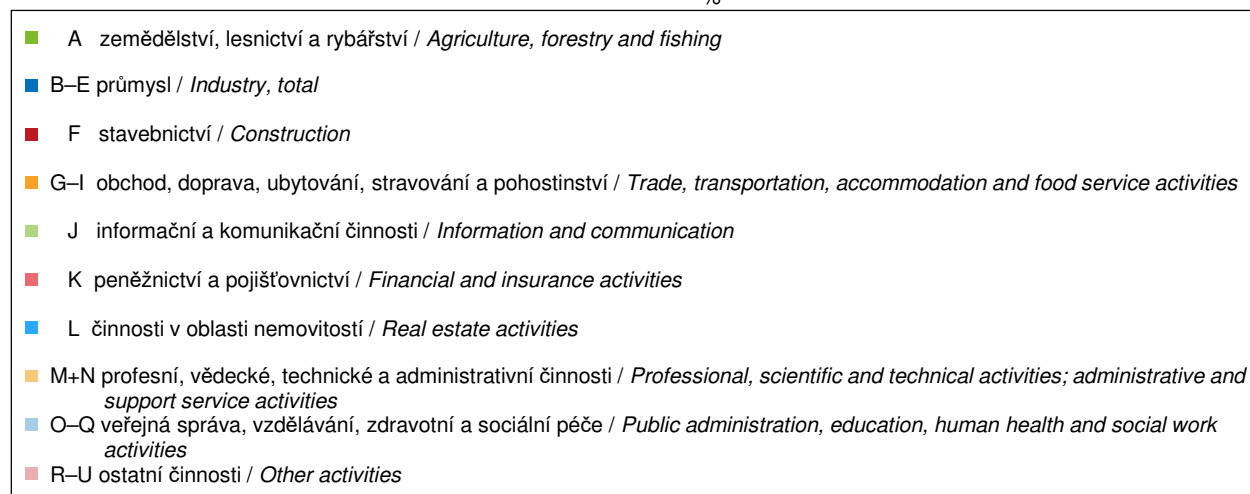 %
A zemědělství, lesnictví a rybářství / Agriculture, forestry and fishing
B–E průmysl / Industry, total
F stavebnictví / Construction
G–I obchod, doprava, ubytování, stravování a pohostinství / Trade, transportation, accommodation and food service activities
J informační a komunikační činnosti / Information and communication
K peněžnictví a pojišťovnictví / Financial and insurance activities
L činnosti v oblasti nemovitostí / Real estate activities
M+N profesní, vědecké, technické a administrativní činnosti / Professional, scientific and technical activities; administrative and
support service activities
O–Q veřejná správa, vzdělávání, zdravotní a sociální péče / Public administration, education, human health and social work
activities
R–U ostatní činnosti / Other activities